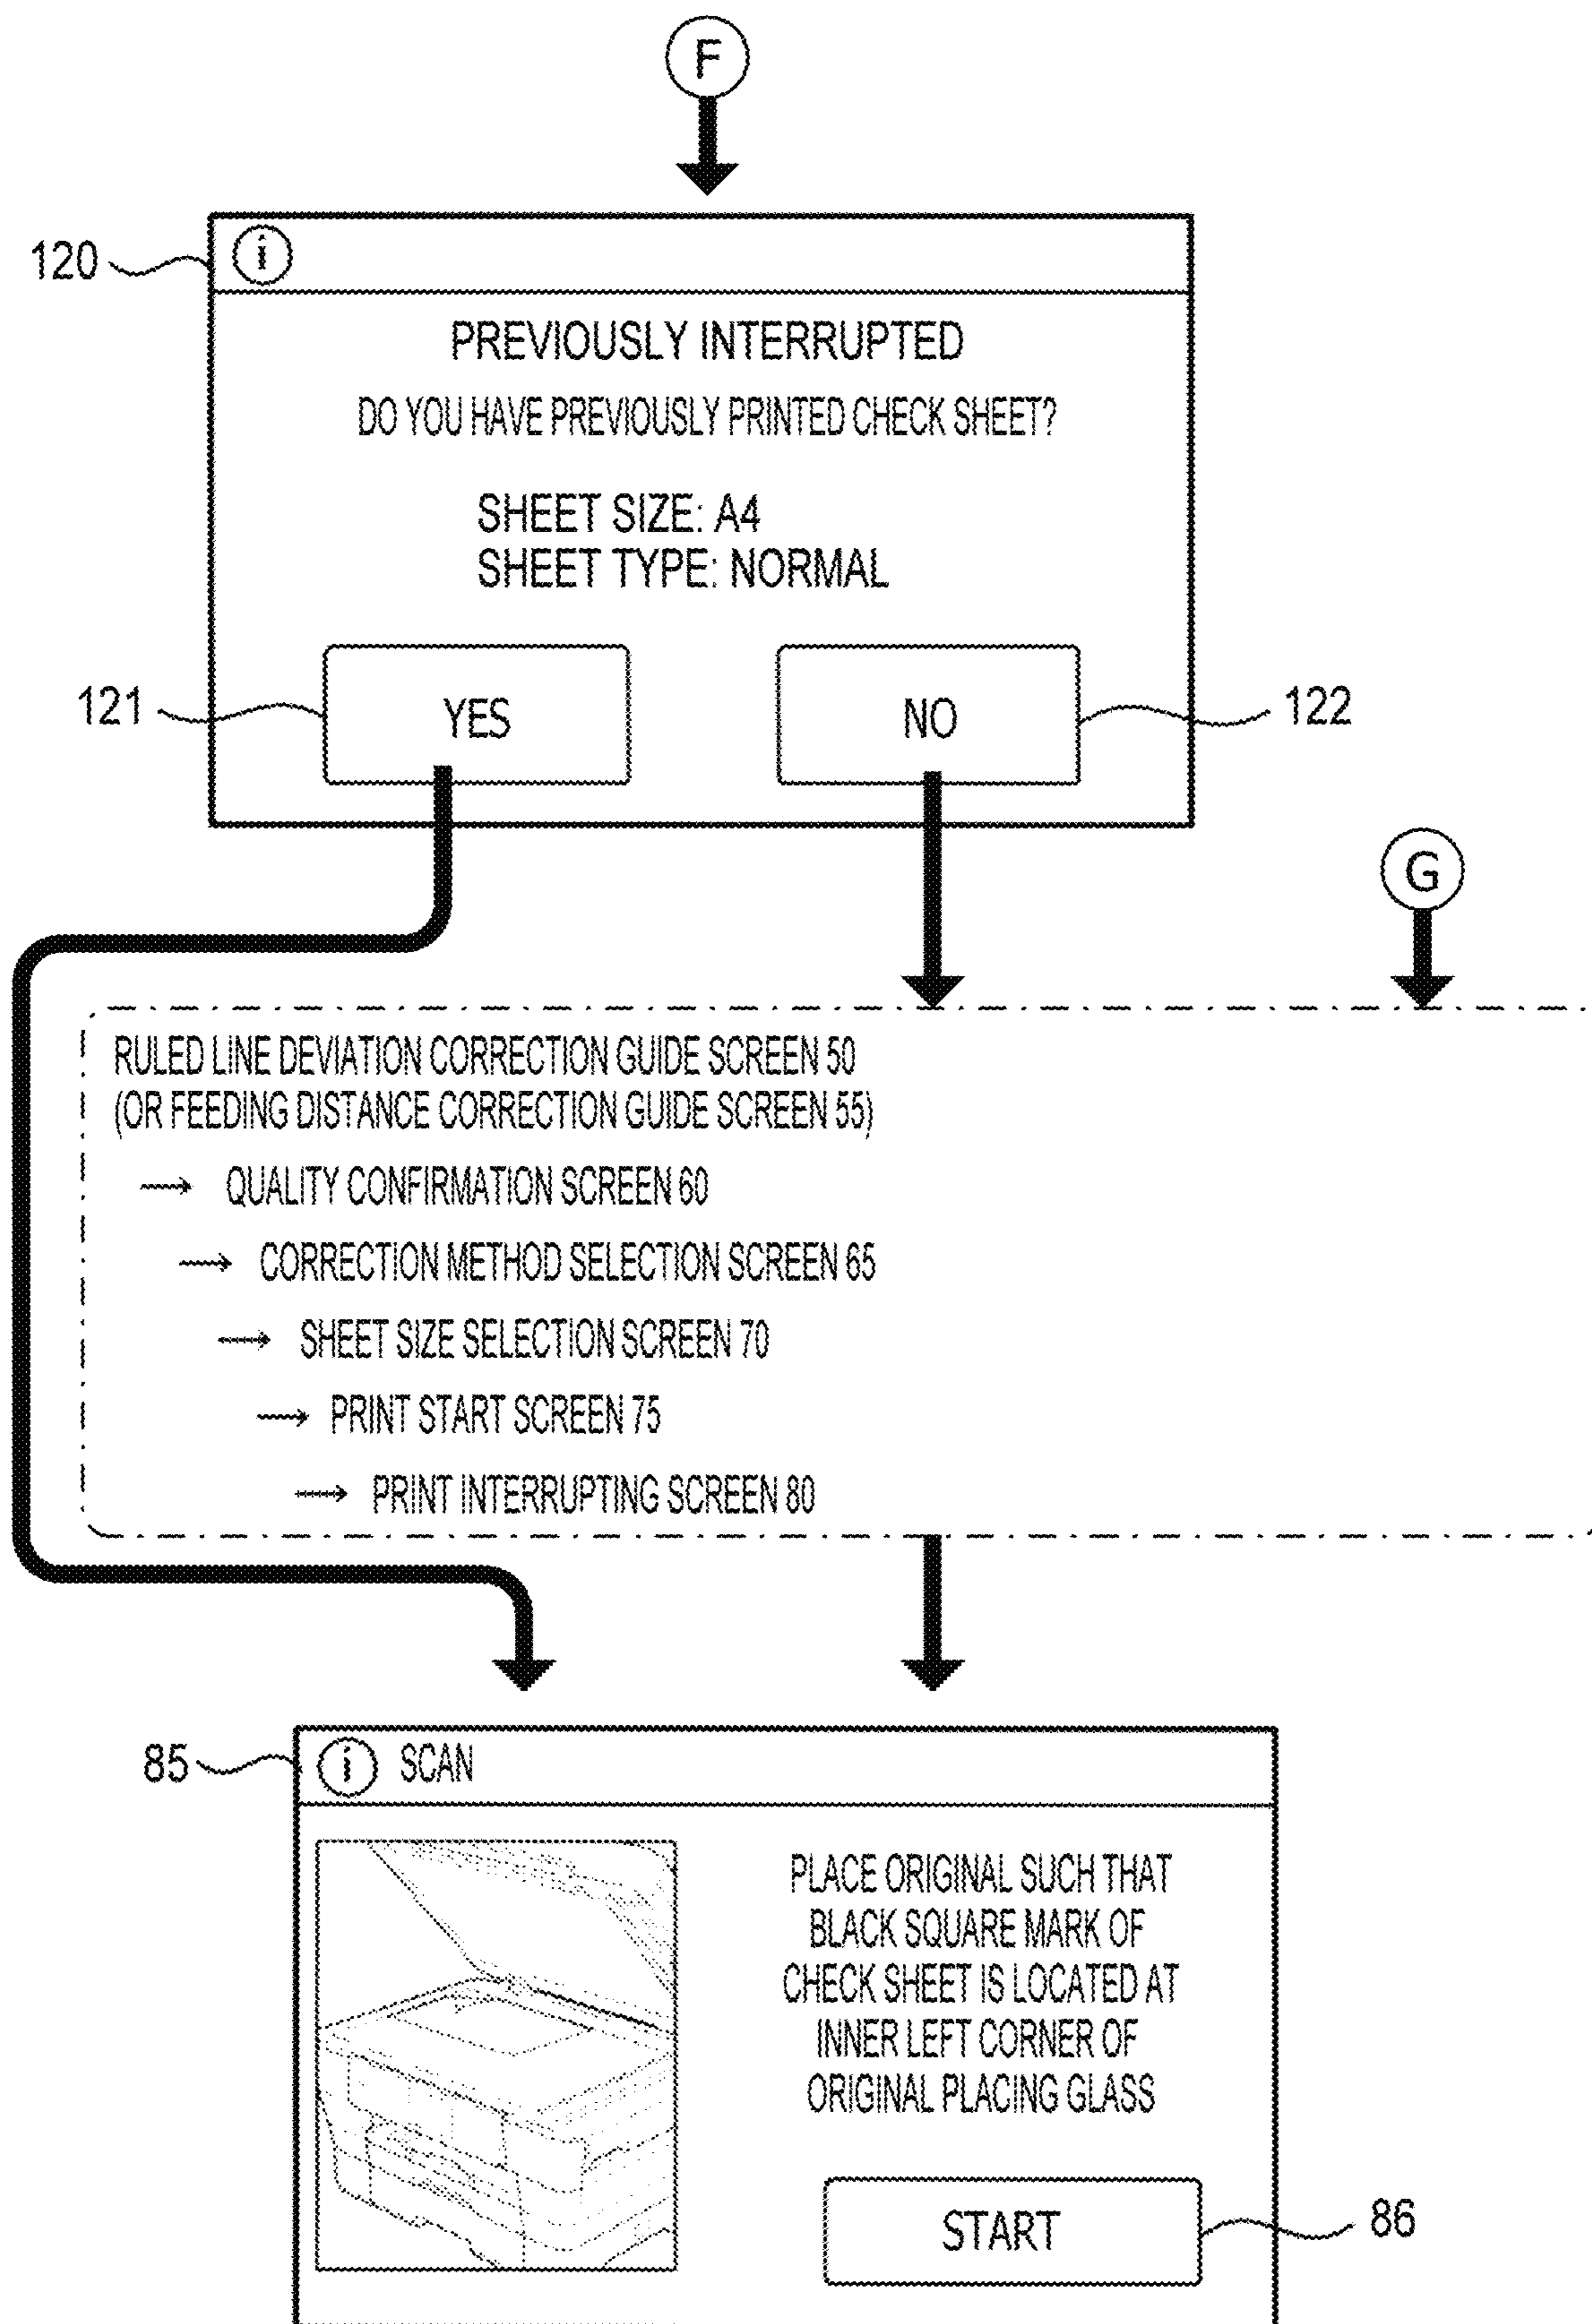 F
120
i
PREVIOUSLY INTERRUPTED
DO YOU HAVE PREVIOUSLY PRINTED CHECK SHEET?
SHEET SIZE: A4
SHEET TYPE: NORMAL
121
YES
NO
122
G
RULED LINE DEVIATION CORRECTION GUIDE SCREEN 50
(OR FEEDING DISTANCE CORRECTION GUIDE SCREEN 55)
→ QUALITY CONFIRMATION SCREEN 60
→ CORRECTION METHOD SELECTION SCREEN 65
→ SHEET SIZE SELECTION SCREEN 70
→ PRINT START SCREEN 75
→ PRINT INTERRUPTING SCREEN 80
85
i SCAN
PLACE ORIGINAL SUCH THAT
BLACK SQUARE MARK OF
CHECK SHEET IS LOCATED AT
INNER LEFT CORNER OF
ORIGINAL PLACING GLASS
START
86